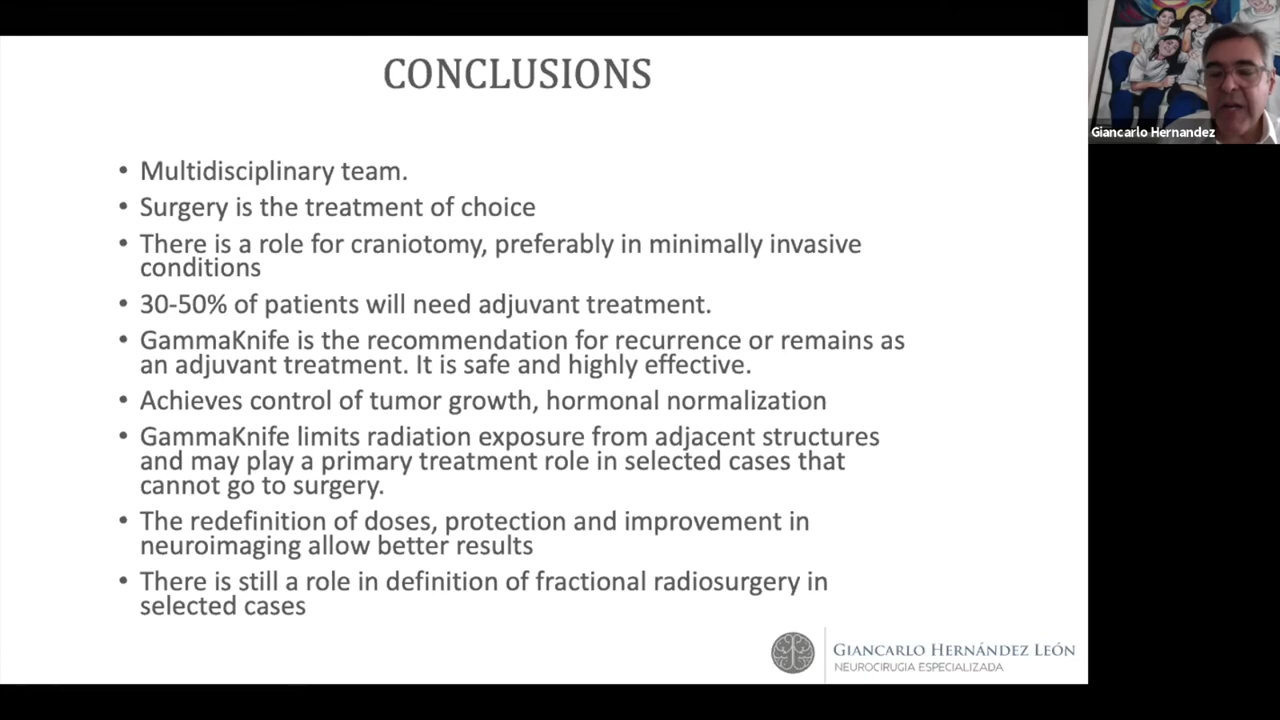 CONCLUSIONS
• Multidisciplinary team.
• Surgery is the treatment of choice
• There is a role for craniotomy, preferably in minimally invasive
conditions
• 30-50% of patients will need adjuvant treatment.
• GammaKnife is the recommendation for recurrence or remains as
an adjuvant treatment. It is safe and highly effective.
• Achieves control of tumor growth, hormonal normalization
• GammaKnife limits radiation exposure from adjacent structures
and may play a primary treatment role in selected cases that
cannot go to surgery.
• The redefinition of doses, protection and improvement in
neuroimaging allow better results
• There is still a role in definition of fractional radiosurgery in
selected cases
GIANCARLO HERNÁNDEZ LEÓN
NEUROCIRUGIA ESPECIALIZADA
Giancarlo Hernandez